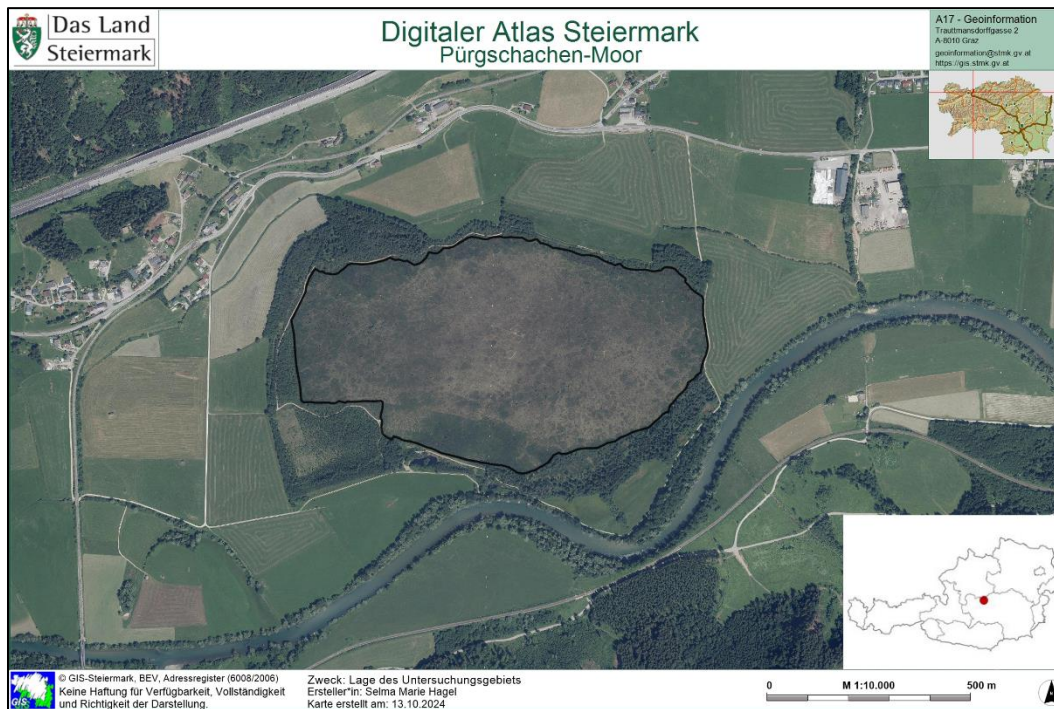 Das Land
Steiermark
Digitaler Atlas Steiermark
Pürgschachen-Moor
A17 - Geoinformation
Trauttmansdorffgasse 2
A-8010 Graz
geoinformation@stmk.gv.at
https://gis.stmk.gv.at
GIS
© GIS-Steiermark, BEV, Adressregister (6008/2006)
Keine Haftung für Verfügbarkeit, Vollständigkeit
und Richtigkeit der Darstellung.
Zweck: Lage des Untersuchungsgebiets
Ersteller*in: Selma Marie Hagel
Karte erstellt am: 13.10.2024
0 M 1:10.000 500 m